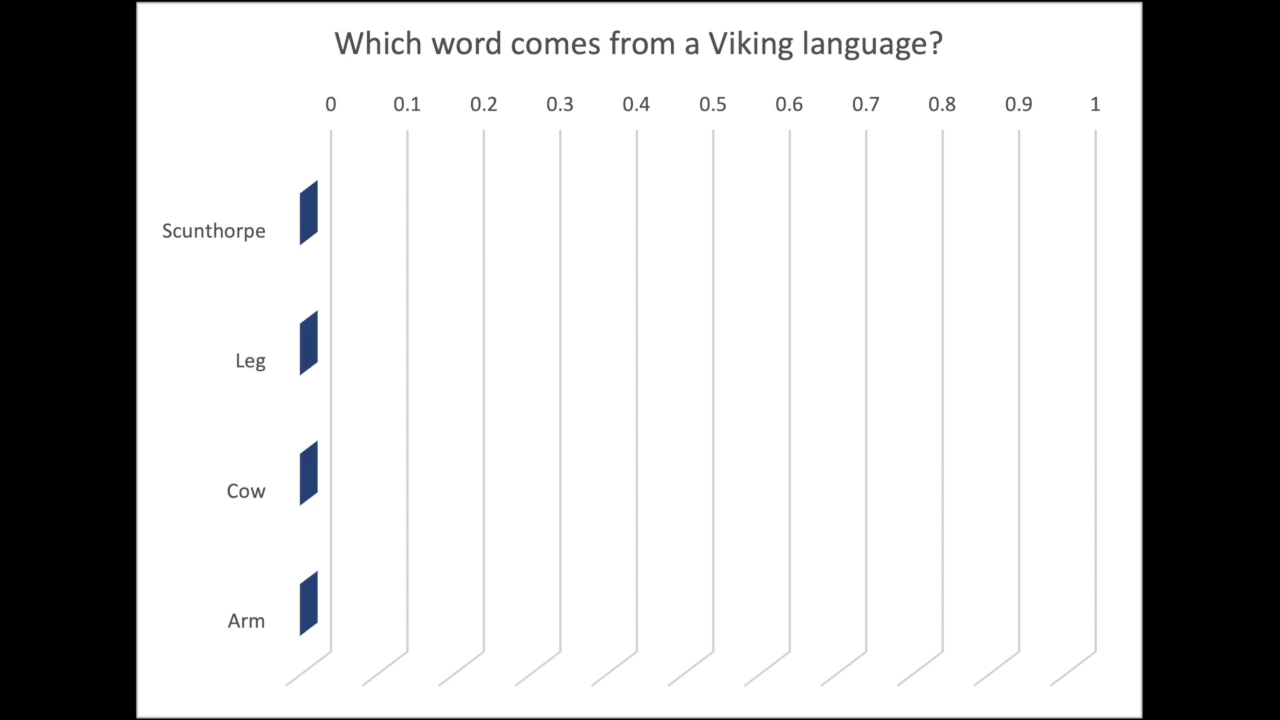 Which word comes from a Viking language?
0 0.1 0.2 0.3 0.4 0.5 0.6 0.7 0.8 0.9 1
Scunthorpe
Leg
Cow
Arm